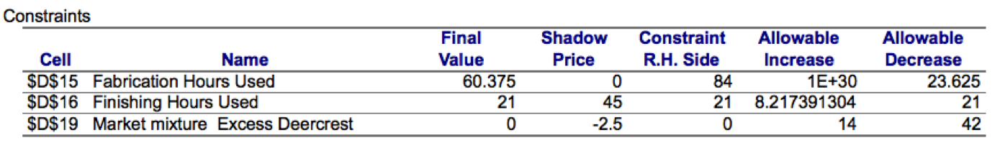 Constraints
Final Shadow Constraint Allowable Allowable
Cell Name Value Price R.H. Side Increase Decrease
$D$15 Fabrication Hours Used 60.375 0 84 1E+30 23.625
$D$16 Finishing Hours Used 21 45 21 8.217391304 21
$D$19 Market mixture Excess Deercrest 0 -2.5 0 14 42